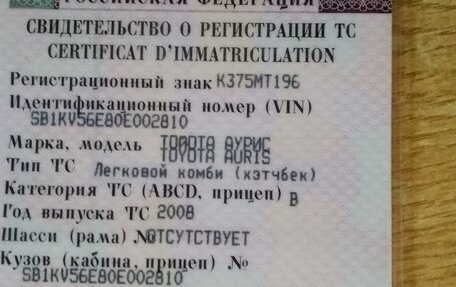 РОССИЙСКАЯ ФЕДЕРАЦИЯ
СВИДЕТЕЛЬСТВО О РЕГИСТРАЦИИ ТС
CERTIFICAT D'IMMATRICULATION
Регистрационный знак К375МТ196
Идентификационный номер (VIN)
SB1KV56E80E002810
Марка, модель ТОЙОТА АУРИС
TOYOTA AURIS
Тип ТС Легковой комби (хэтчбек)
Категория ТС (ABCD, прицеп) В
Год выпуска ТС 2008
Шасси (рама) № ОТСУТСТВУЕТ
Кузов (кабина, прицеп) №
SB1KV56E80E002810